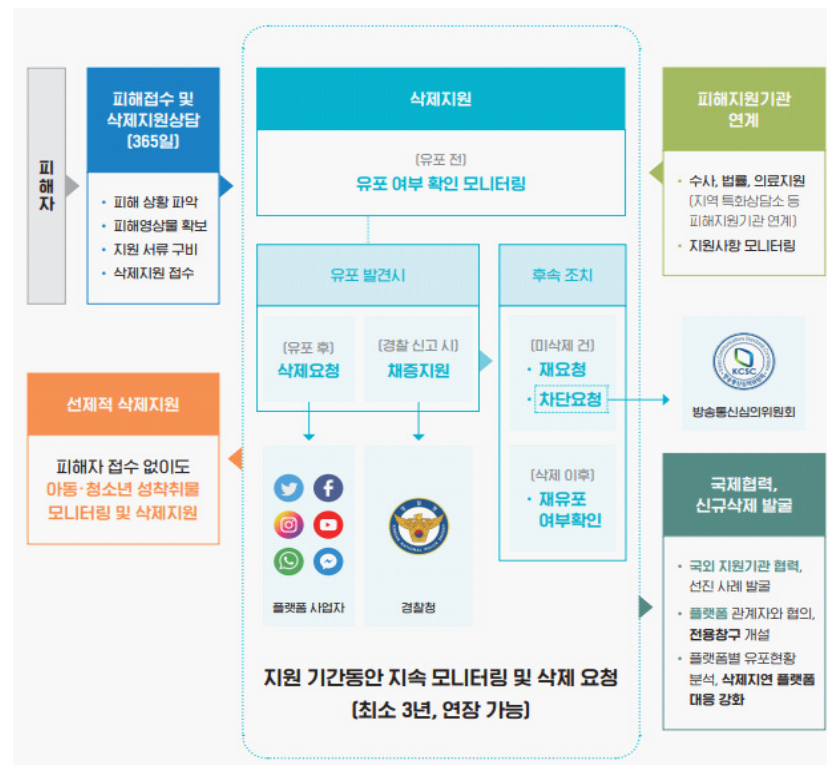 피해자
피해접수 및
삭제지원상담
(365일)
• 피해 상황 파악
• 피해영상물 확보
• 지원 서류 구비
• 삭제지원 접수
삭제지원
(유포 전)
유포 여부 확인 모니터링
유포 발견시
(유포 후)
삭제요청
(경찰 신고 시)
채증지원
플랫폼 사업자
경찰청
후속 조치
(미삭제 건)
• 재요청
• 차단요청
(삭제 이후)
• 재유포
여부확인
지원 기간동안 지속 모니터링 및 삭제 요청
(최소 3년, 연장 가능)
피해지원기관
연계
• 수사, 법률, 의료지원
(지역 특화상담소 등
피해지원기관 연계)
• 지원사항 모니터링
KCSC
방송통신심의위원회
선제적 삭제지원
피해자 접수 없이도
아동·청소년 성착취물
모니터링 및 삭제지원
국제협력,
신규삭제 발굴
• 국외 지원기관 협력,
선진 사례 발굴
• 플랫폼 관계자와 협의,
전용창구 개설
• 플랫폼별 유포현황
분석, 삭제지연 플랫폼
대응 강화